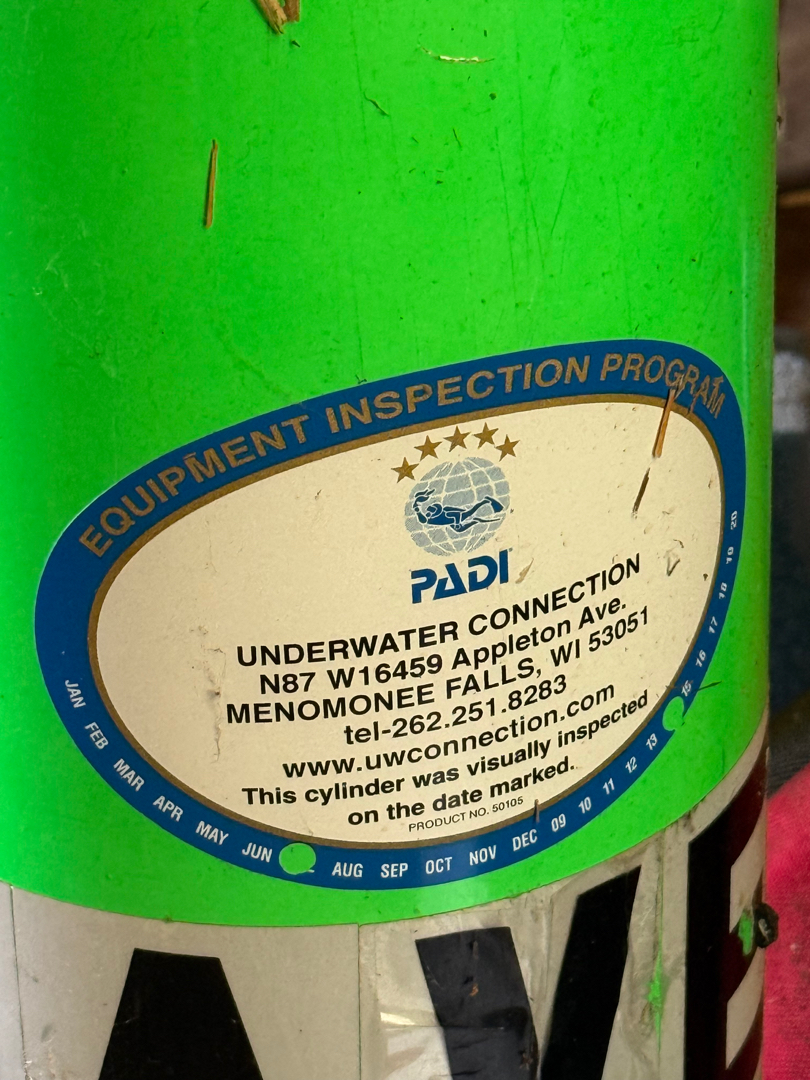 EQUIPMENT INSPECTION PROGRAM
PADI
UNDERWATER CONNECTION
N87 W16459 Appleton Ave.
MENOMONEE FALLS, WI 53051
tel-262.251.8283
www.uwconnection.com
This cylinder was visually inspected
on the date marked.
PRODUCT NO. 50105
JAN FEB MAR APR MAY JUN AUG SEP OCT NOV DEC 09 10 11 12 13 15 16 17 18 19 20